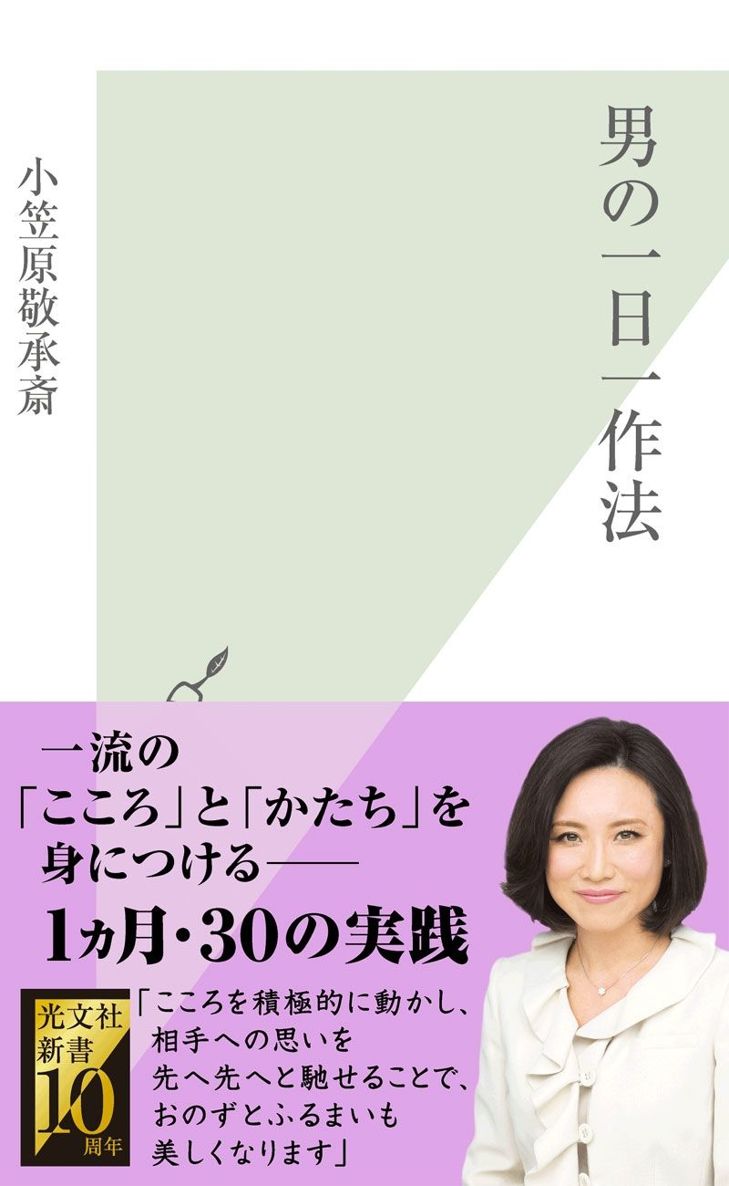 男の一日一作法
小笠原敬承斎
一流の
「こころ」と「かたち」を
身につける――
1ヵ月・30の実践
「こころを積極的に動かし、
相手への思いを
先へ先へと馳せることで、
おのずとふるまいも
美しくなります」
光文社
新書
10
周年